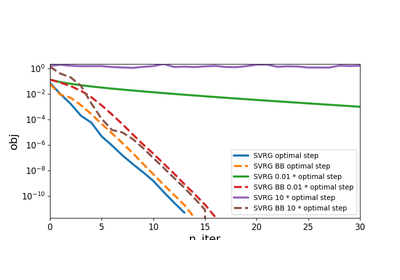 10^0
10^-2
10^-4
10^-6
10^-8
10^-10
obj
0 5 10 15 20 25 30
n_iter
SVRG optimal step
SVRG BB optimal step
SVRG 0.01 * optimal step
SVRG BB 0.01 * optimal step
SVRG 10 * optimal step
SVRG BB 10 * optimal step